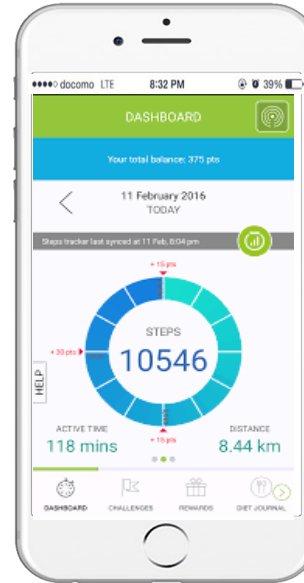 docomo LTE 8:32 PM 39%
DASHBOARD
Your total balance: 375 pts
11 February 2016
TODAY
Steps tracker last synced at 11 Feb, 8:04 pm
+ 15 pts
STEPS
+ 30 pts
10546
HELP
ACTIVE TIME
118 mins
+ 15 pts
DISTANCE
8.44 km
DASHBOARD
CHALLENGES
REWARDS
DIET JOURNAL